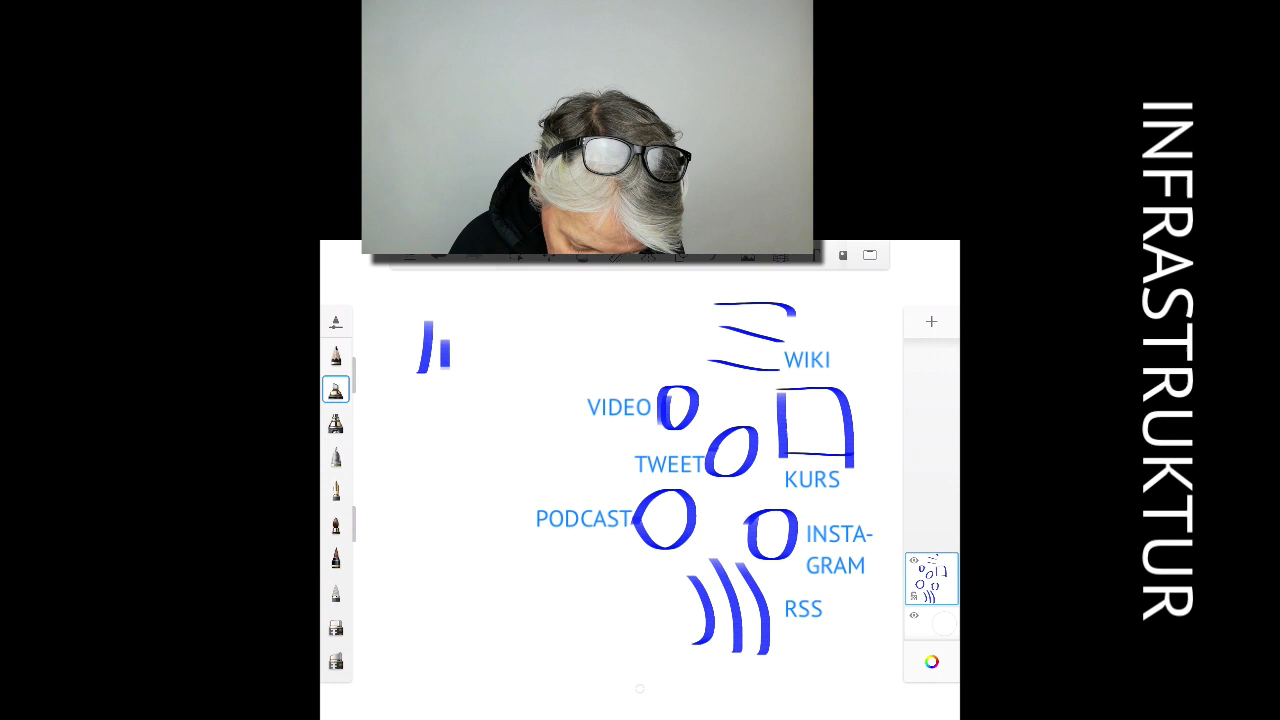 WIKI
VIDEO
TWEET
KURS
PODCAST
INSTA-
GRAM
RSS
INFRASTRUKTUR